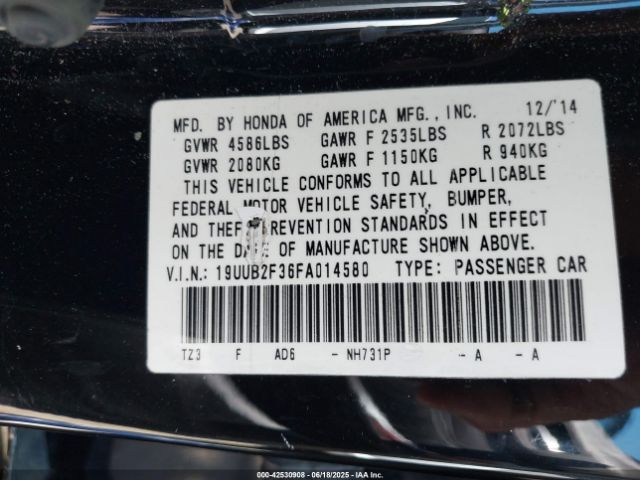 MFD. BY HONDA OF AMERICA MFG., INC. 12/'14
GVWR 4586LBS GAWR F 2535LBS R 2072LBS
GVWR 2080KG GAWR F 1150KG R 940KG
THIS VEHICLE CONFORMS TO ALL APPLICABLE
FEDERAL MOTOR VEHICLE SAFETY, BUMPER,
AND THEFT PREVENTION STANDARDS IN EFFECT
ON THE DATE OF MANUFACTURE SHOWN ABOVE.
V.I.N.: 19UUB2F36FA014580 TYPE: PASSENGER CAR
TZ3 F AD6 - NH731P - A - A
000-42530908 - 06/18/2025 - IAAI.COM